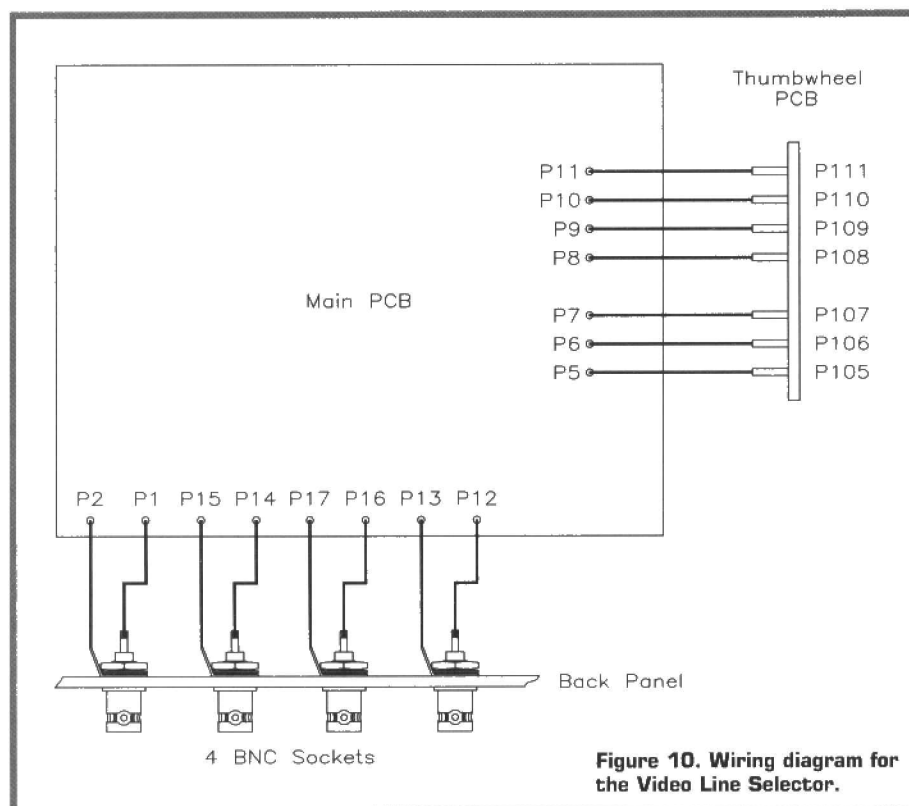 Thumbwheel
PCB
P11 P111
P10 P110
P9 P109
P8 P108
Main PCB
P7 P107
P6 P106
P5 P105
P2 P1 P15 P14 P17 P16 P13 P12
Back Panel
4 BNC Sockets
Figure 10. Wiring diagram for
the Video Line Selector.